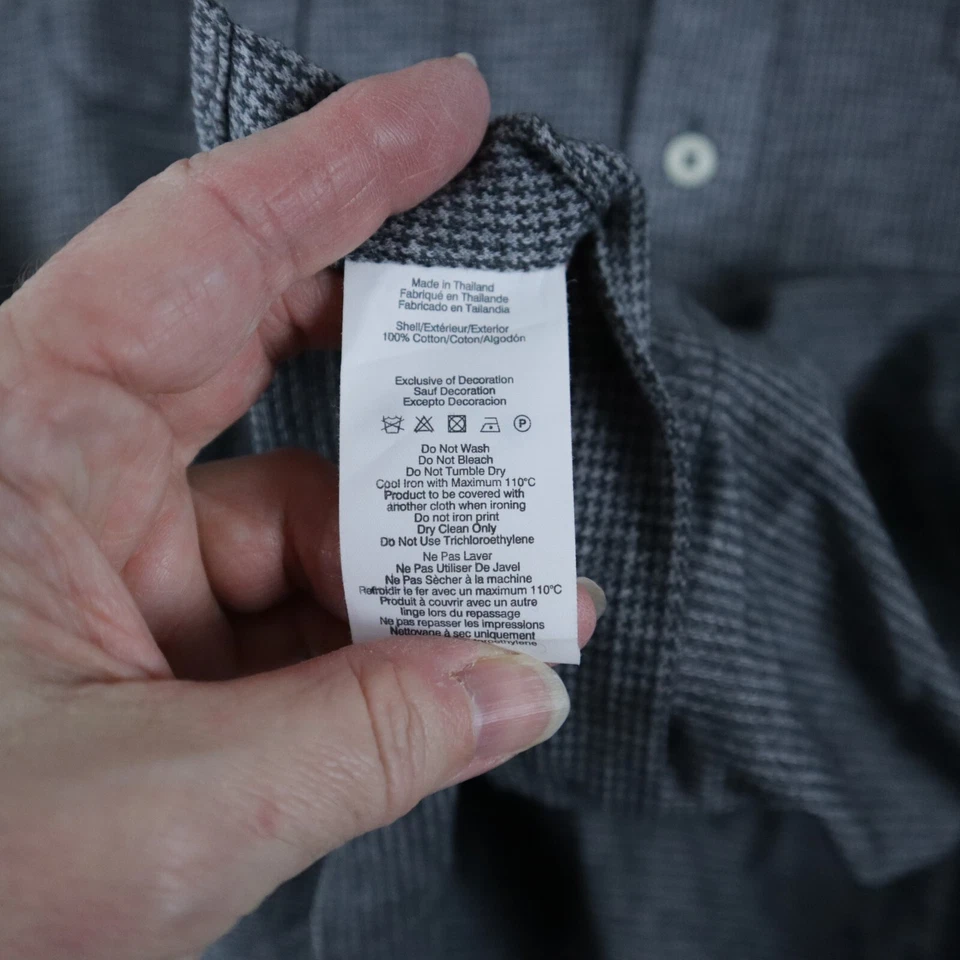 Made in Thailand
Fabriqué en Thaïlande
Fabricado en Tailandia
Shell/Extérieur/Exterior
100% Cotton/Coton/Algodón
Exclusive of Decoration
Sauf Decoration
Excepto Decoracion
P
Do Not Wash
Do Not Bleach
Do Not Tumble Dry
Cool Iron with Maximum 110°C
Product to be covered with
another cloth when ironing
Do not iron print
Dry Clean Only
Do Not Use Trichloroethylene
Ne Pas Laver
Ne Pas Utiliser De Javel
Ne Pas Sècher à la machine
Refroidir le fer avec un maximum 110°C
Produit à couvrir avec un autre
linge lors du repassage
Ne pas repasser les impressions
Nettoyage à sec uniquement